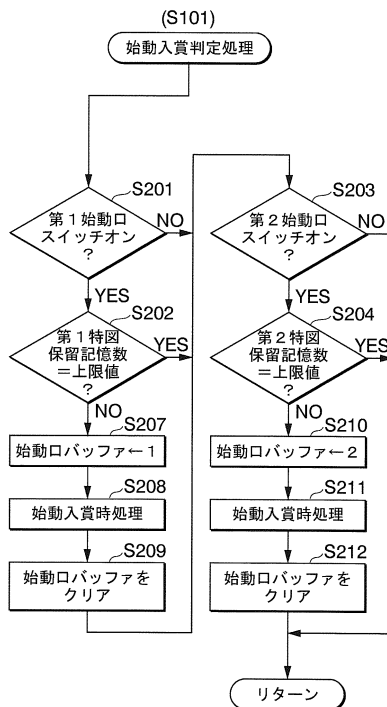 (S101)
始動入賞判定処理
S201
第1始動口
スイッチオン
?
NO
YES
S202
第1特図
保留記憶数
=上限値
?
YES
NO
S207
始動口バッファ←1
S208
始動入賞時処理
S209
始動口バッファを
クリア
S203
第2始動口
スイッチオン
?
NO
YES
S204
第2特図
保留記憶数
=上限値
?
YES
NO
S210
始動口バッファ←2
S211
始動入賞時処理
S212
始動口バッファを
クリア
リターン